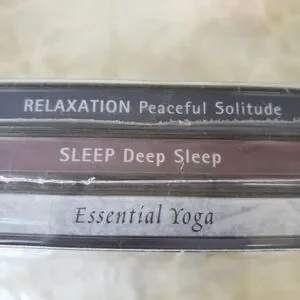 RELAXATION Peaceful Solitude
SLEEP Deep Sleep
Essential Yoga